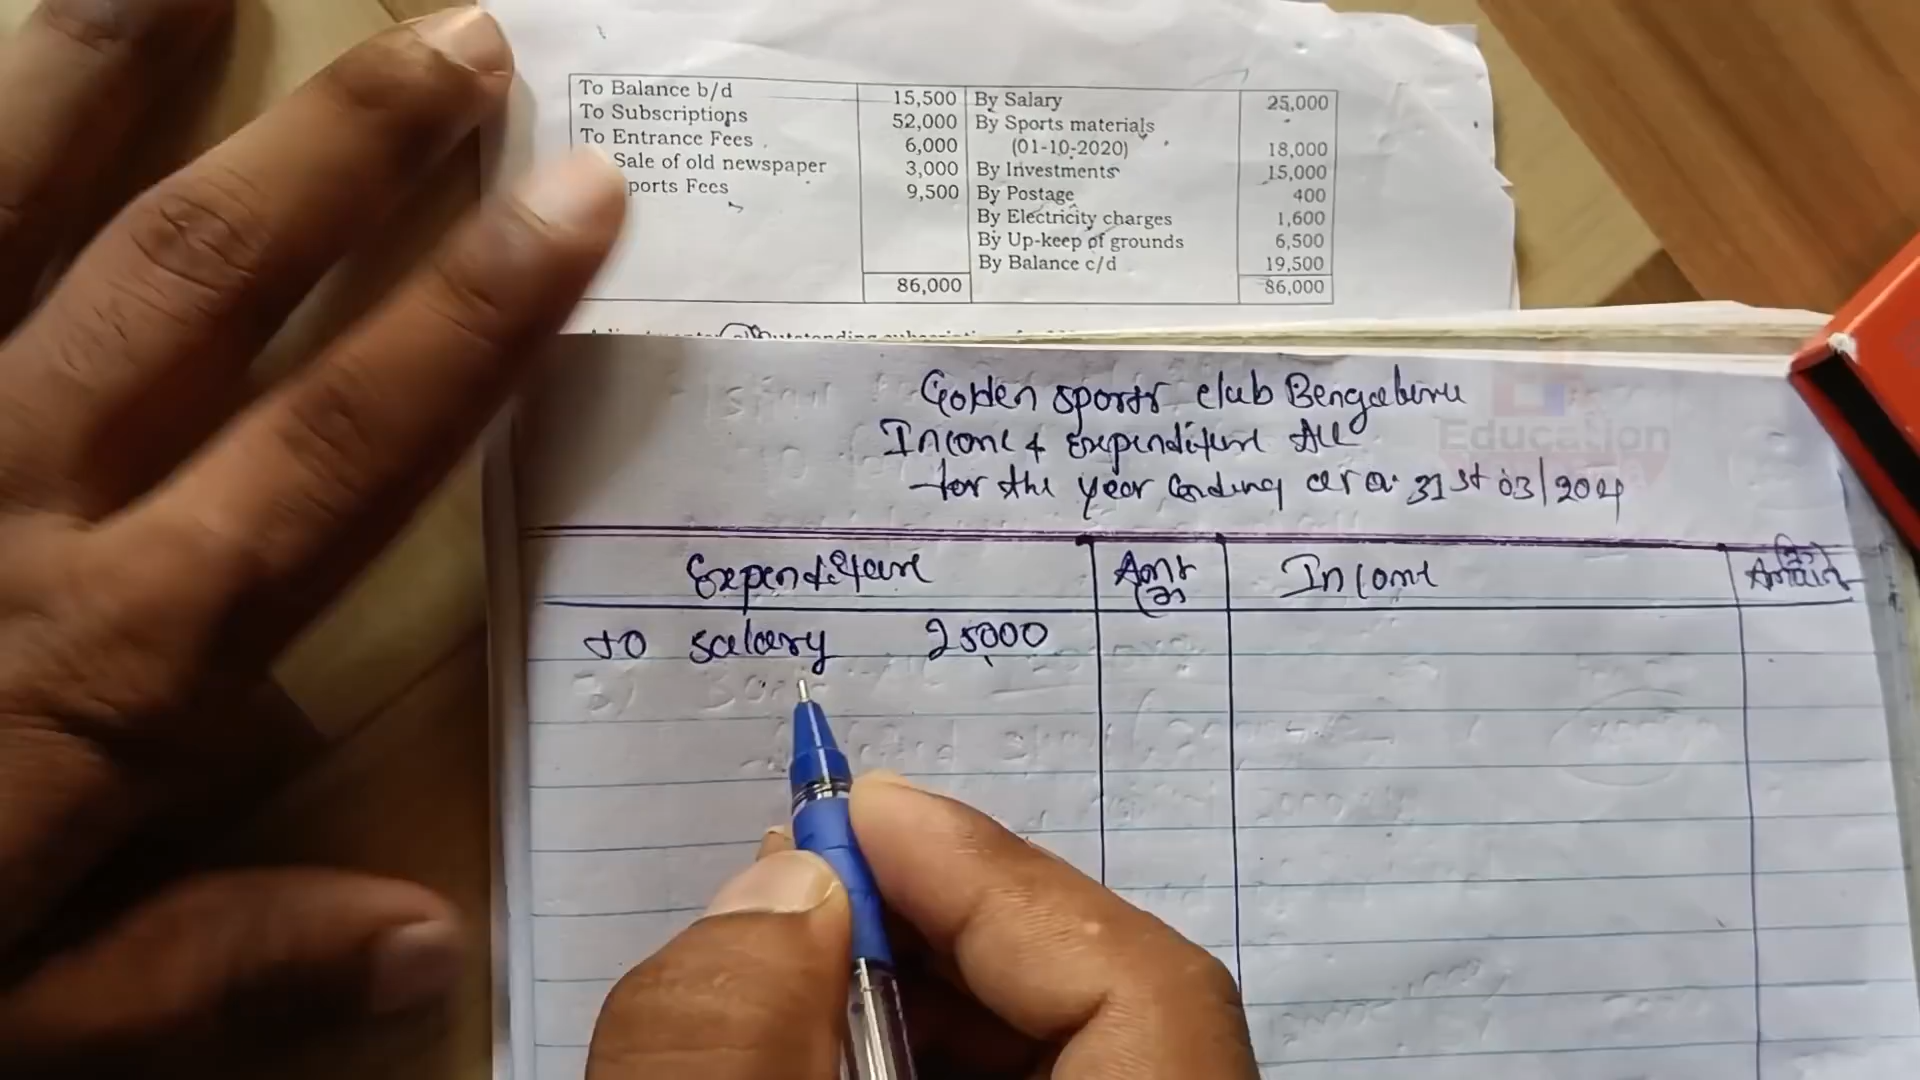 To Balance b/d 15,500 By Salary 25,000
To Subscriptions 52,000 By Sports materials
To Entrance Fees 6,000 (01-10-2020) 18,000
Sale of old newspaper 3,000 By Investments 15,000
ports Fees 9,500 By Postage 400
By Electricity charges 1,600
By Up-keep of grounds 6,500
By Balance c/d 19,500
86,000 86,000
Golden sports club Bengaluru
Income & Expenditure A/c
for the year ending as on 31st 03/2021
Education
Expenditure Amt Income Amount
To salary 25000